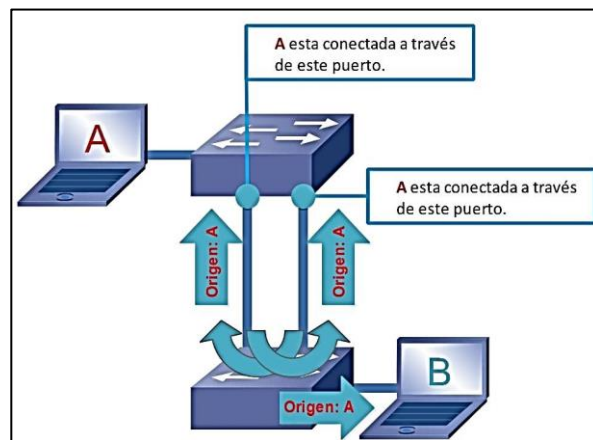 A esta conectada a través
de este puerto.
A
A esta conectada a través
de este puerto.
Origen: A
Origen: A
B
Origen: A